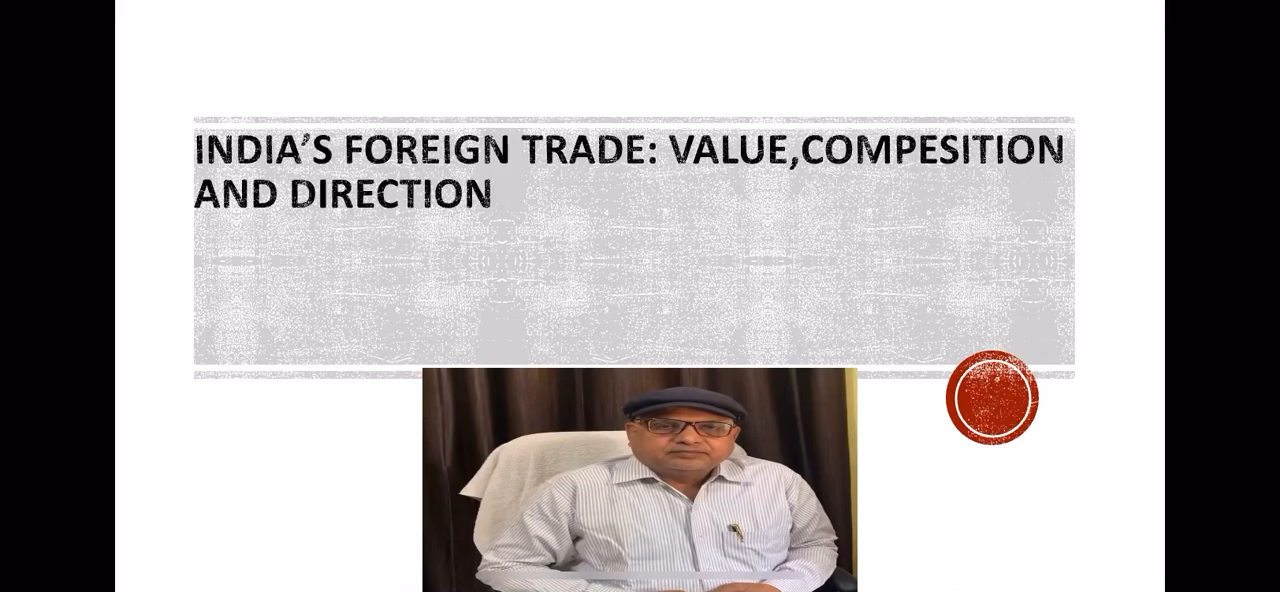 INDIA’S FOREIGN TRADE: VALUE,COMPESITION
AND DIRECTION